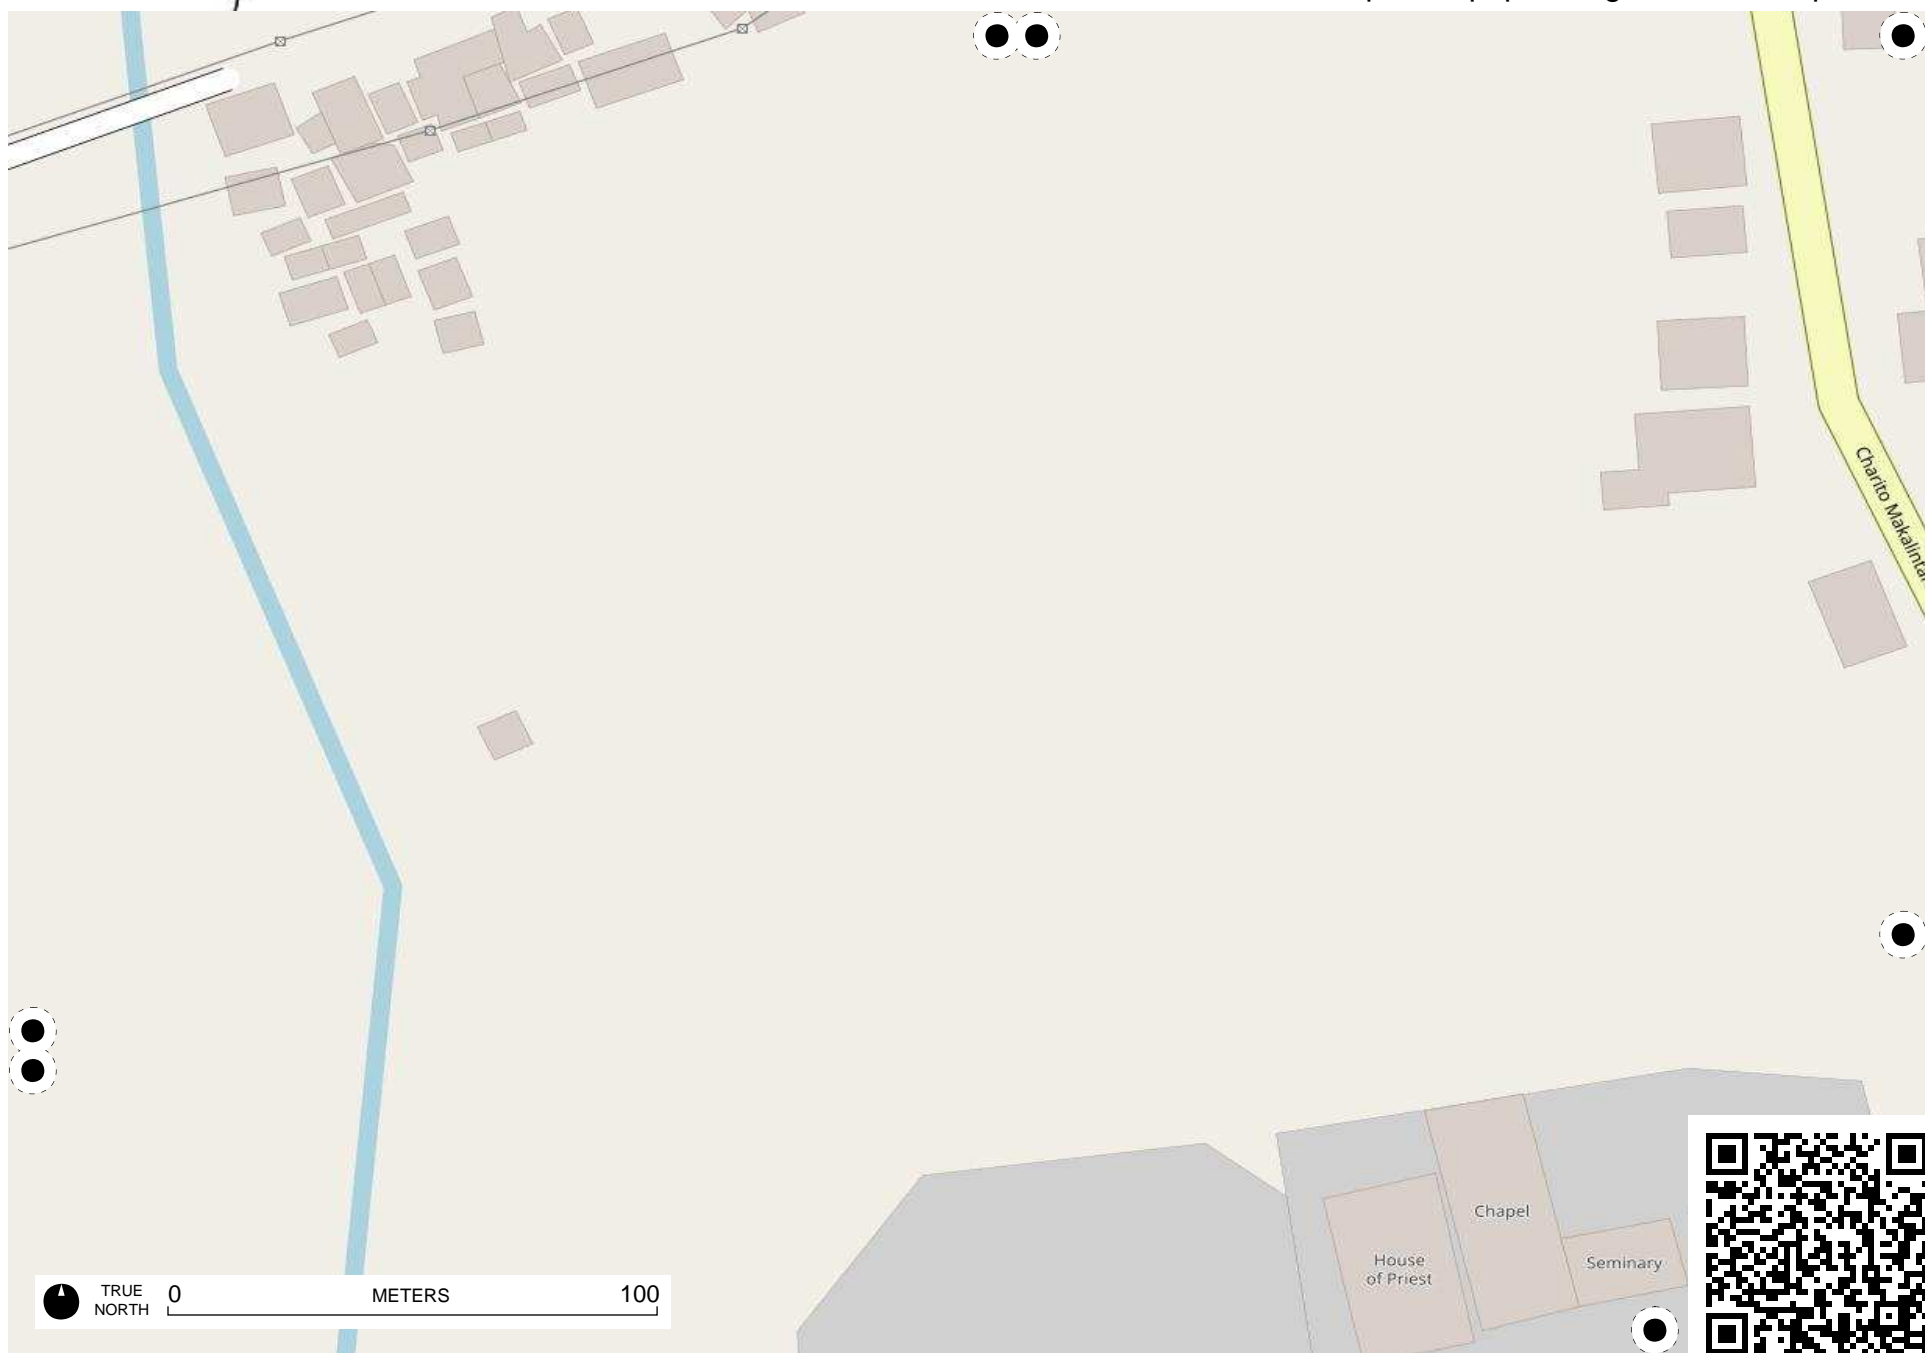 Charito Makalintal
Chapel
House
of Priest
Seminary
TRUE
NORTH
0
METERS
100